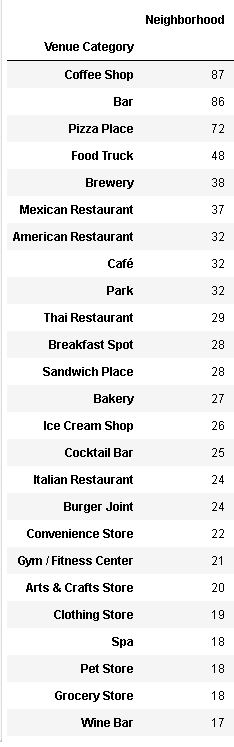 Neighborhood
Venue Category
Coffee Shop 87
Bar 86
Pizza Place 72
Food Truck 48
Brewery 38
Mexican Restaurant 37
American Restaurant 32
Café 32
Park 32
Thai Restaurant 29
Breakfast Spot 28
Sandwich Place 28
Bakery 27
Ice Cream Shop 26
Cocktail Bar 25
Italian Restaurant 24
Burger Joint 24
Convenience Store 22
Gym / Fitness Center 21
Arts & Crafts Store 20
Clothing Store 19
Spa 18
Pet Store 18
Grocery Store 18
Wine Bar 17